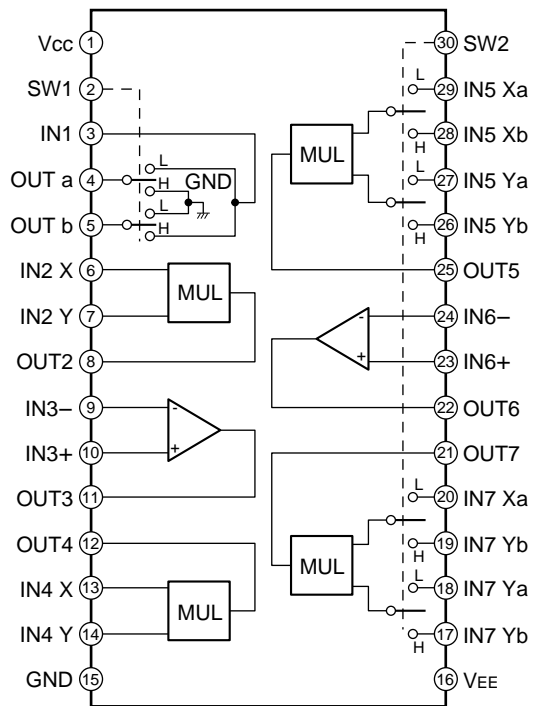 Vcc 1
SW1 2
IN1 3
OUT a 4
OUT b 5
IN2 X 6
IN2 Y 7
OUT2 8
IN3– 9
IN3+ 10
OUT3 11
OUT4 12
IN4 X 13
IN4 Y 14
GND 15
L
H
GND
L
H
MUL
-
+
MUL
30 SW2
L
29 IN5 Xa
28 IN5 Xb
H
L
27 IN5 Ya
26 IN5 Yb
H
MUL
25 OUT5
24 IN6–
23 IN6+
-
+
22 OUT6
21 OUT7
L
20 IN7 Xa
19 IN7 Yb
H
L
18 IN7 Ya
17 IN7 Yb
H
MUL
16 VEE